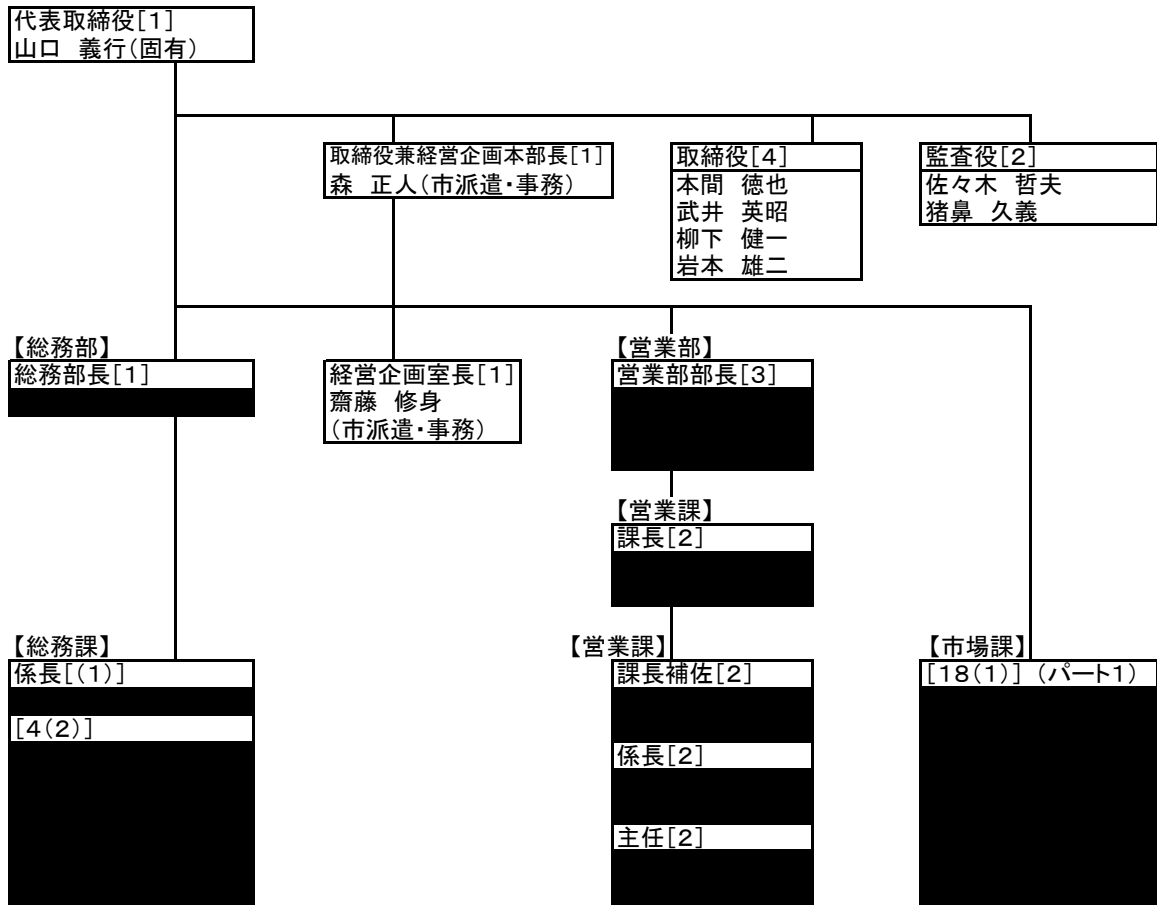 代表取締役[1]
山口　義行(固有)
取締役兼経営企画本部長[1]
森　正人(市派遣・事務)
取締役[4]
本間　徳也
武井　英昭
柳下　健一
岩本　雄二
監査役[2]
佐々木　哲夫
猪鼻　久義
【総務部】
総務部長[1]
経営企画室長[1]
齋藤　修身
(市派遣・事務)
【営業部】
営業部部長[3]
【営業課】
課長[2]
【総務課】
係長[(1)]
[4(2)]
【営業課】
課長補佐[2]
係長[2]
主任[2]
【市場課】
[18(1)] (パート1)